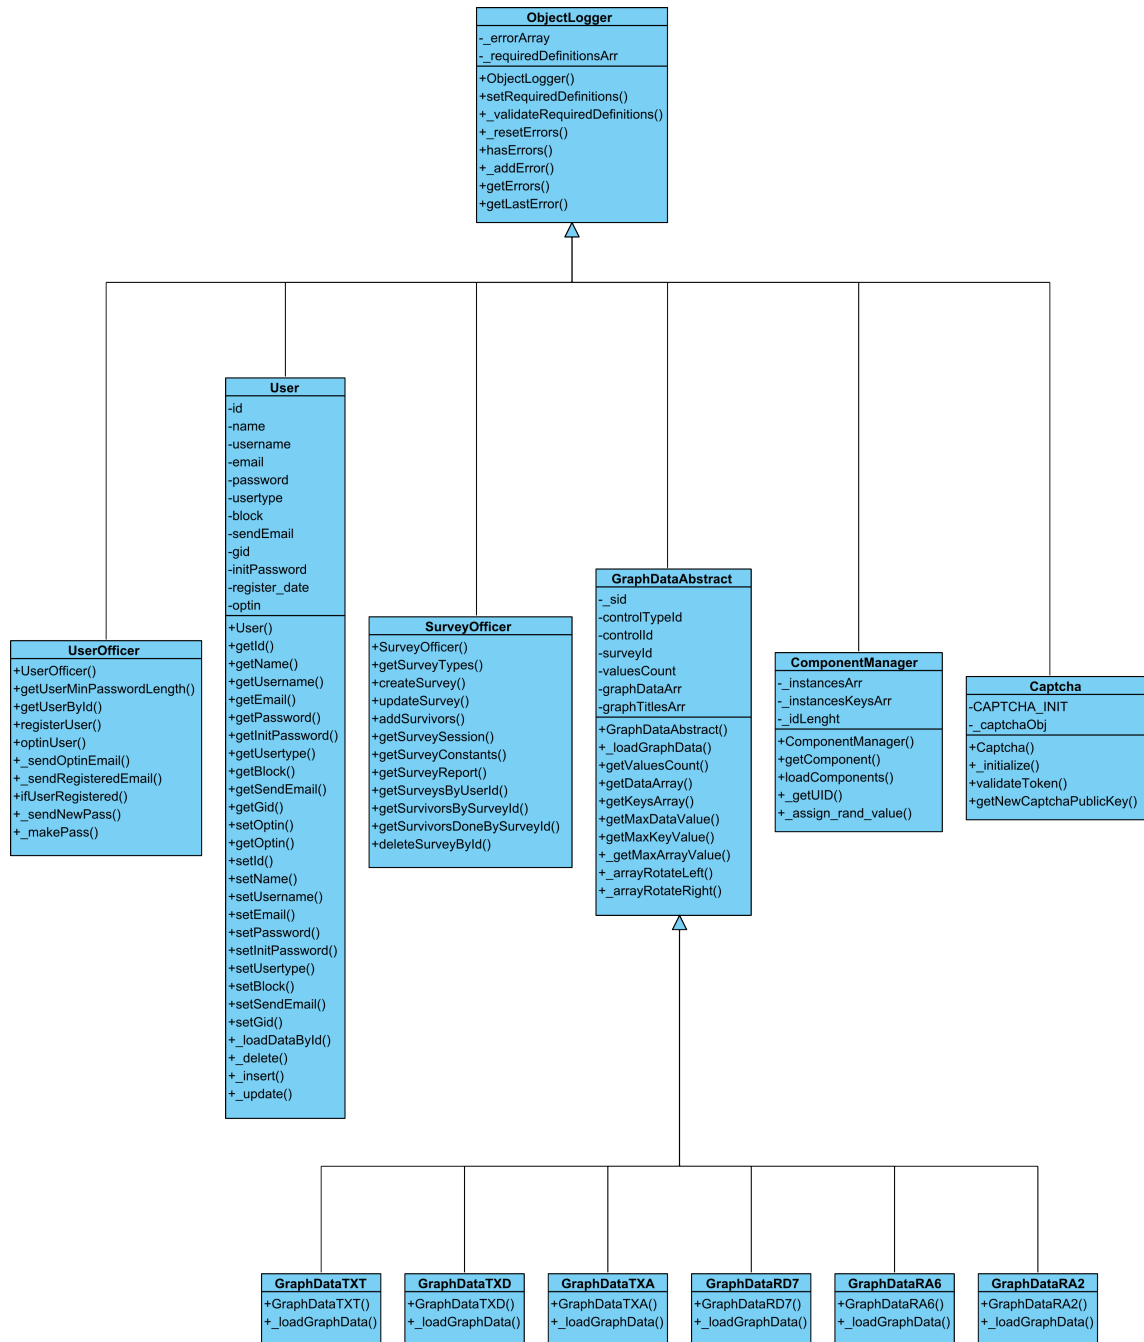 ObjectLogger
-_errorArray
-_requiredDefinitionsArr
+ObjectLogger()
+setRequiredDefinitions()
+_validateRequiredDefinitions()
+_resetErrors()
+hasErrors()
+_addError()
+getErrors()
+getLastError()
UserOfficer
+UserOfficer()
+getUserMinPasswordLength()
+getUserById()
+registerUser()
+optinUser()
+_sendOptinEmail()
+_sendRegisteredEmail()
+ifUserRegistered()
+_sendNewPass()
+_makePass()
User
-id
-name
-username
-email
-password
-usertype
-block
-sendEmail
-gid
-initPassword
-register_date
-optin
+User()
+getId()
+getName()
+getUsername()
+getEmail()
+getPassword()
+getInitPassword()
+getUsertype()
+getBlock()
+getSendEmail()
+getGid()
+setOptin()
+getOptin()
+setId()
+setName()
+setUsername()
+setEmail()
+setPassword()
+setInitPassword()
+setUsertype()
+setBlock()
+setSendEmail()
+setGid()
+_loadDataById()
+_delete()
+_insert()
+_update()
SurveyOfficer
+SurveyOfficer()
+getSurveyTypes()
+createSurvey()
+updateSurvey()
+addSurvivors()
+getSurveySession()
+getSurveyConstants()
+getSurveyReport()
+getSurveysByUserId()
+getSurvivorsBySurveyId()
+getSurvivorsDoneBySurveyId()
+deleteSurveyById()
GraphDataAbstract
-_sid
-controlTypeId
-controlId
-surveyId
-valuesCount
-graphDataArr
-graphTitlesArr
+GraphDataAbstract()
+_loadGraphData()
+getValuesCount()
+getDataArray()
+getKeysArray()
+getMaxDataValue()
+getMaxKeyValue()
+_getMaxArrayValue()
+_arrayRotateLeft()
+_arrayRotateRight()
ComponentManager
-_instancesArr
-_instancesKeysArr
-_idLenght
+ComponentManager()
+getComponent()
+loadComponents()
+_getUID()
+_assign_rand_value()
Captcha
-CAPTCHA_INIT
-_captchaObj
+Captcha()
+_initialize()
+validateToken()
+getNewCaptchaPublicKey()
GraphDataTXT
+GraphDataTXT()
+_loadGraphData()
GraphDataTXD
+GraphDataTXD()
+_loadGraphData()
GraphDataTXA
+GraphDataTXA()
+_loadGraphData()
GraphDataRD7
+GraphDataRD7()
+_loadGraphData()
GraphDataRA6
+GraphDataRA6()
+_loadGraphData()
GraphDataRA2
+GraphDataRA2()
+_loadGraphData()